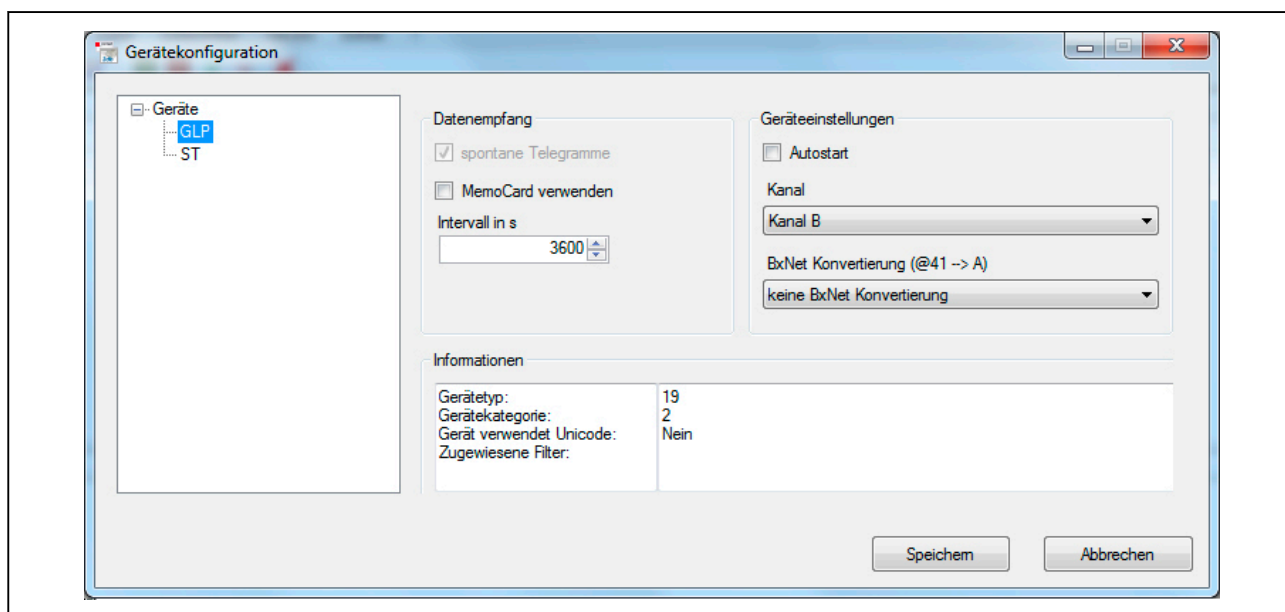 Gerätekonfiguration
Geräte
GLP
ST
Datenempfang
spontane Telegramme
MemoCard verwenden
Intervall in s
3600
Geräteeinstellungen
Autostart
Kanal
Kanal B
BxNet Konvertierung (@41 --> A)
keine BxNet Konvertierung
Informationen
Gerätetyp: 19
Gerätekategorie: 2
Gerät verwendet Unicode: Nein
Zugewiesene Filter:
Speichern
Abbrechen